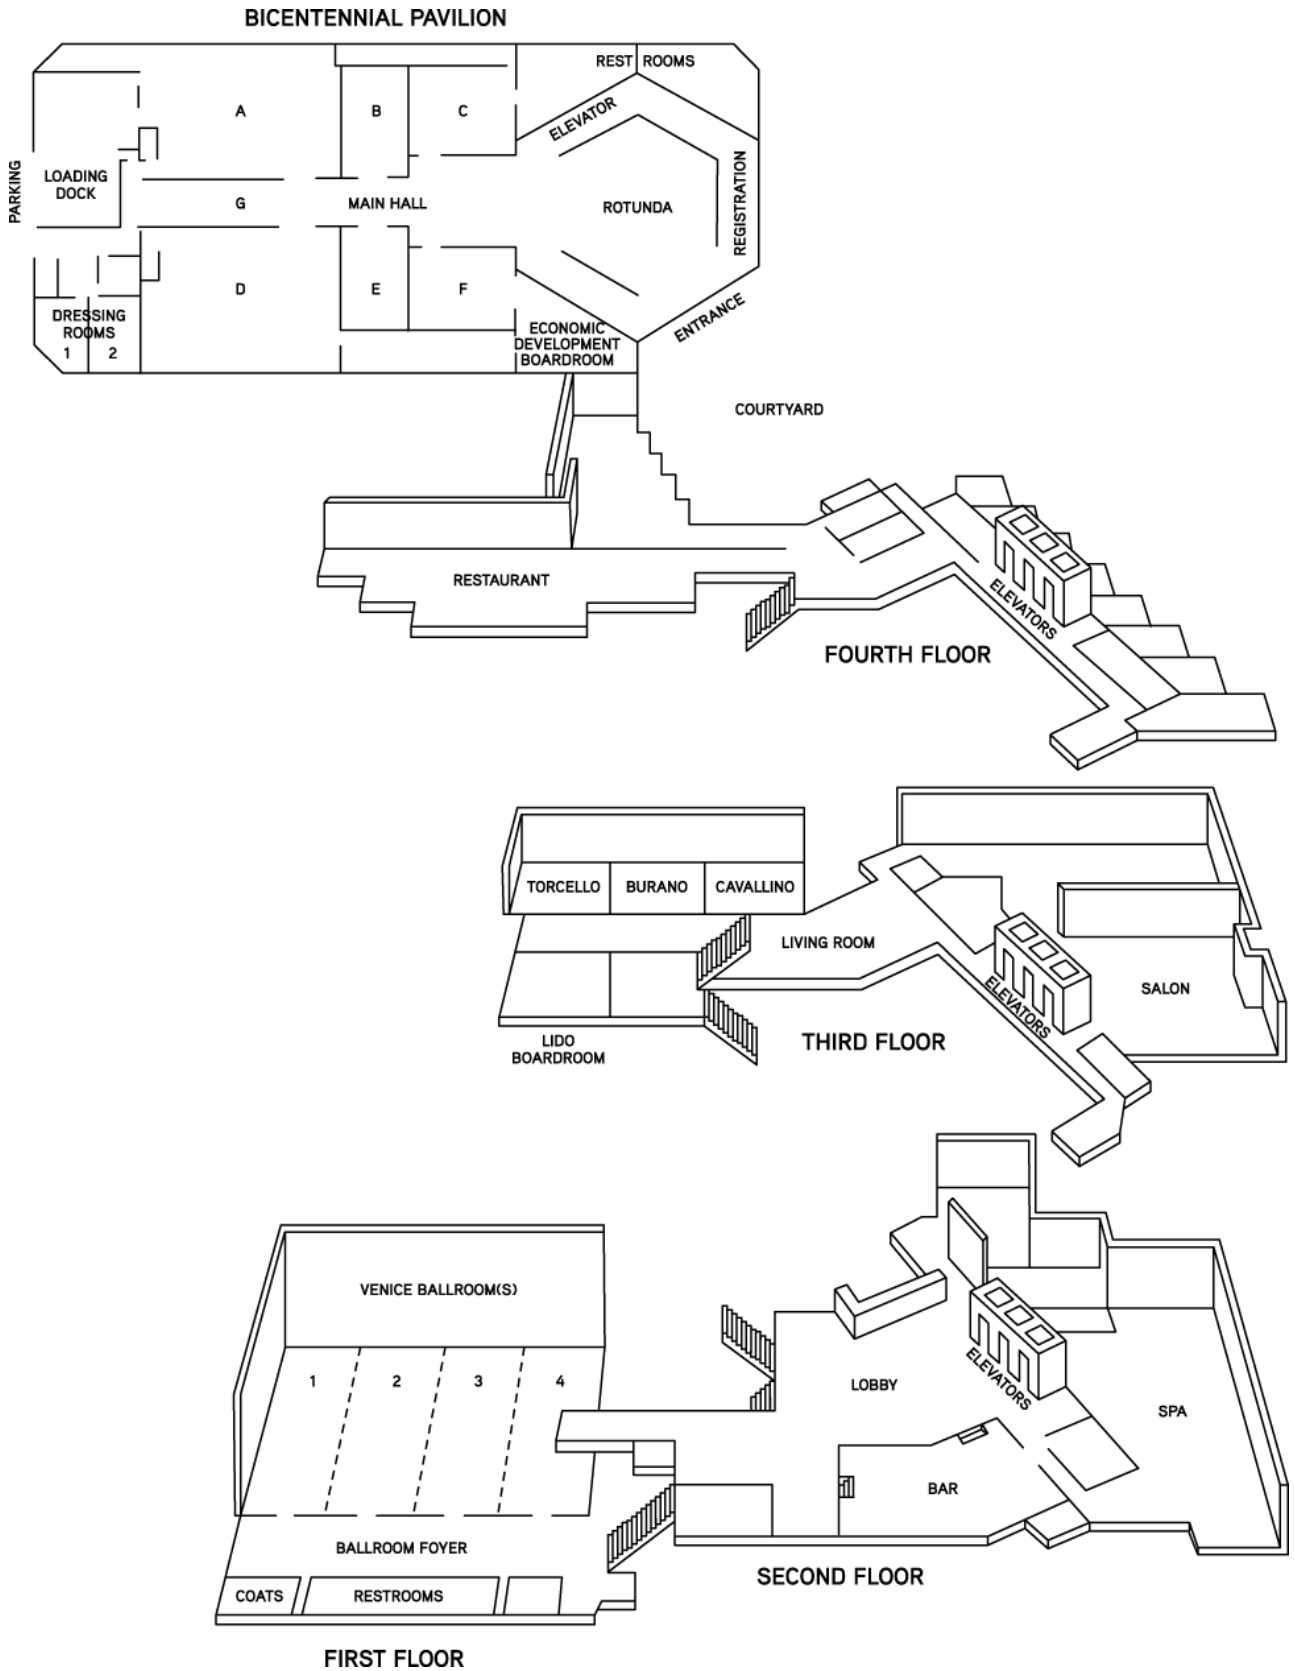 BICENTENNIAL PAVILION
REST ROOMS
ELEVATOR
A
B
C
PARKING
LOADING
DOCK
G
MAIN HALL
ROTUNDA
REGISTRATION
D
E
F
DRESSING
ROOMS
1 2
ECONOMIC
DEVELOPMENT
BOARDROOM
ENTRANCE
COURTYARD
RESTAURANT
ELEVATORS
FOURTH FLOOR
TORCELLO
BURANO
CAVALLINO
LIVING ROOM
ELEVATORS
SALON
LIDO
BOARDROOM
THIRD FLOOR
VENICE BALLROOM(S)
1
2
3
4
LOBBY
ELEVATORS
SPA
BAR
BALLROOM FOYER
SECOND FLOOR
COATS
RESTROOMS
FIRST FLOOR